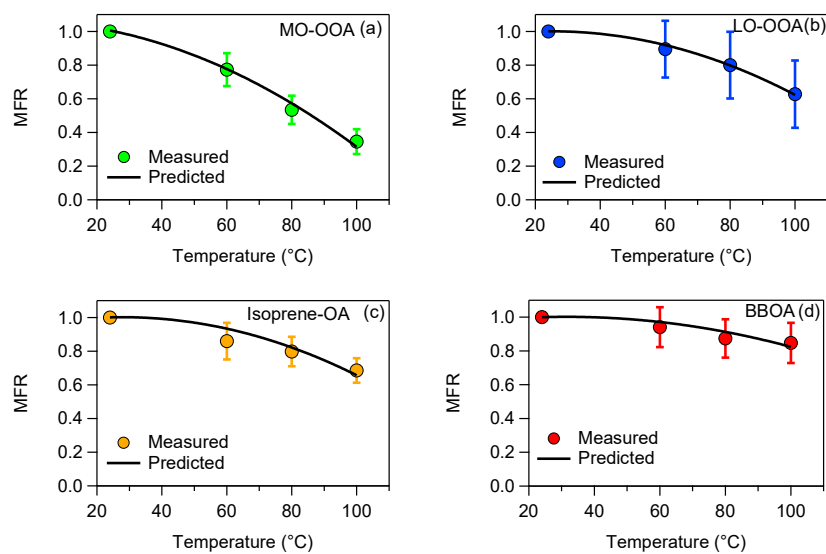 MO-OOA (a)
1.0
0.8
0.6
0.4
0.2
0.0
MFR
Measured
Predicted
20 40 60 80 100
Temperature (°C)
LO-OOA (b)
1.0
0.8
0.6
0.4
0.2
0.0
MFR
Measured
Predicted
20 40 60 80 100
Temperature (°C)
Isoprene-OA (c)
1.0
0.8
0.6
0.4
0.2
0.0
MFR
Measured
Predicted
20 40 60 80 100
Temperature (°C)
BBOA (d)
1.0
0.8
0.6
0.4
0.2
0.0
MFR
Measured
Predicted
20 40 60 80 100
Temperature (°C)